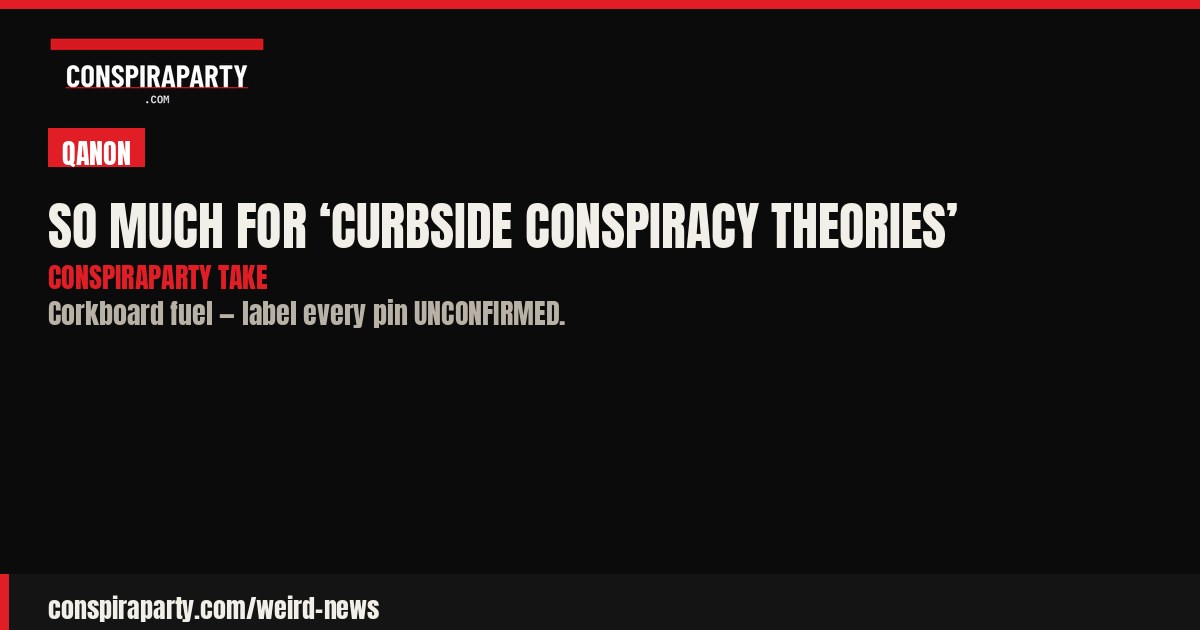 CONSPIRAPARTY
.COM
QANON
SO MUCH FOR ‘CURBSIDE CONSPIRACY THEORIES’
CONSPIRAPARTY TAKE
Corkboard fuel – label every pin UNCONFIRMED.
conspiraparty.com/weird-news